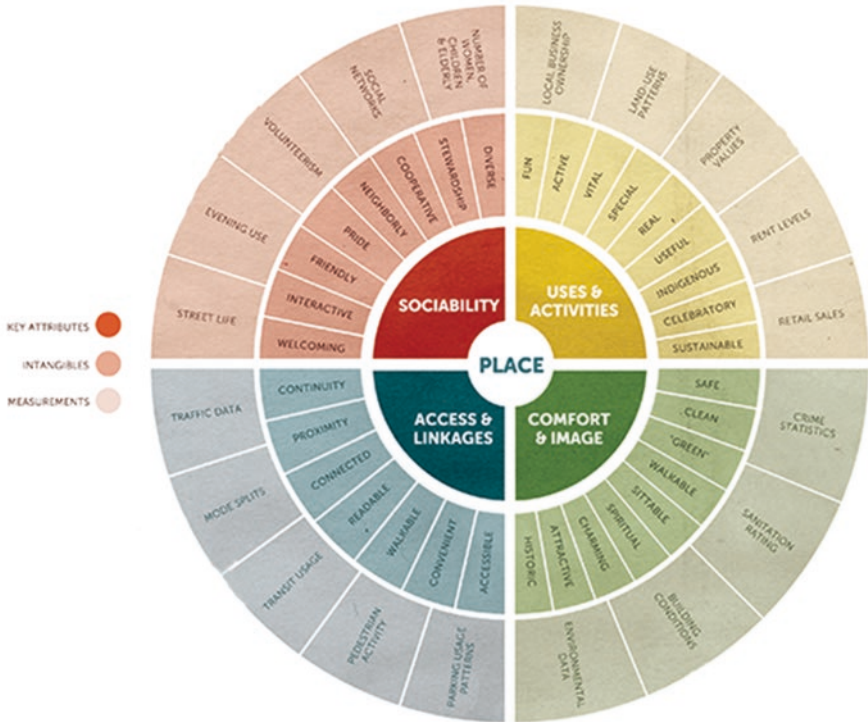 NUMBER OF
WOMEN,
CHILDREN
& ELDERLY
SOCIAL
NETWORKS
VOLUNTEERISM
EVENING USE
STREET LIFE
DIVERSE
STEWARDSHIP
COOPERATIVE
NEIGHBORLY
PRIDE
FRIENDLY
INTERACTIVE
WELCOMING
SOCIABILITY
LOCAL BUSINESS
OWNERSHIP
LAND-USE
PATTERNS
PROPERTY
VALUES
RENT LEVELS
RETAIL SALES
FUN
ACTIVE
VITAL
SPECIAL
REAL
USEFUL
INDIGENOUS
CELEBRATORY
SUSTAINABLE
USES &
ACTIVITIES
PLACE
KEY ATTRIBUTES
INTANGIBLES
MEASUREMENTS
ACCESS &
LINKAGES
CONTINUITY
PROXIMITY
CONNECTED
READABLE
WALKABLE
CONVENIENT
ACCESSIBLE
TRAFFIC DATA
MODE SPLITS
TRANSIT USAGE
PEDESTRIAN
ACTIVITY
PARKING USAGE
PATTERNS
COMFORT
& IMAGE
SAFE
CLEAN
"GREEN"
WALKABLE
SITTABLE
SPIRITUAL
CHARMING
ATTRACTIVE
HISTORIC
CRIME
STATISTICS
SANITATION
RATING
BUILDING
CONDITIONS
ENVIRONMENTAL
DATA